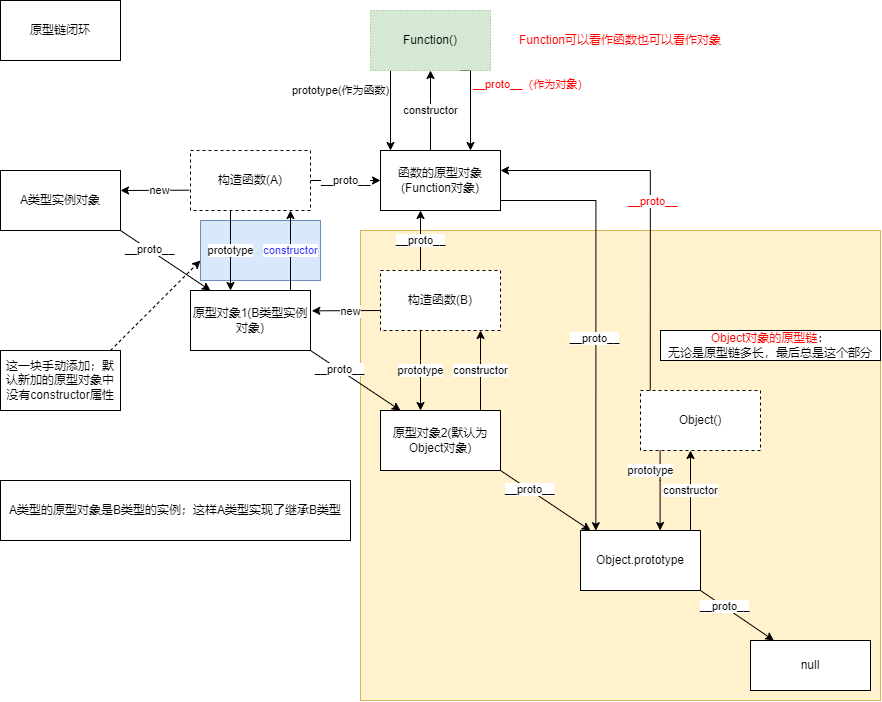 原型链闭环
Function()
Function可以看作函数也可以看作对象
prototype(作为函数)
__proto__（作为对象）
constructor
构造函数(A)
__proto__
函数的原型对象
(Function对象)
new
A类型实例对象
__proto__
__proto__
prototype
constructor
__proto__
构造函数(B)
原型对象1(B类型实例
对象)
new
__proto__
Object对象的原型链：
无论是原型链多长，最后总是这个部分
这一块手动添加；默
认新加的原型对象中
没有constructor属性
__proto__
prototype
constructor
Object()
原型对象2(默认为
Object对象)
prototype
constructor
__proto__
A类型的原型对象是B类型的实例；这样A类型实现了继承B类型
Object.prototype
__proto__
null